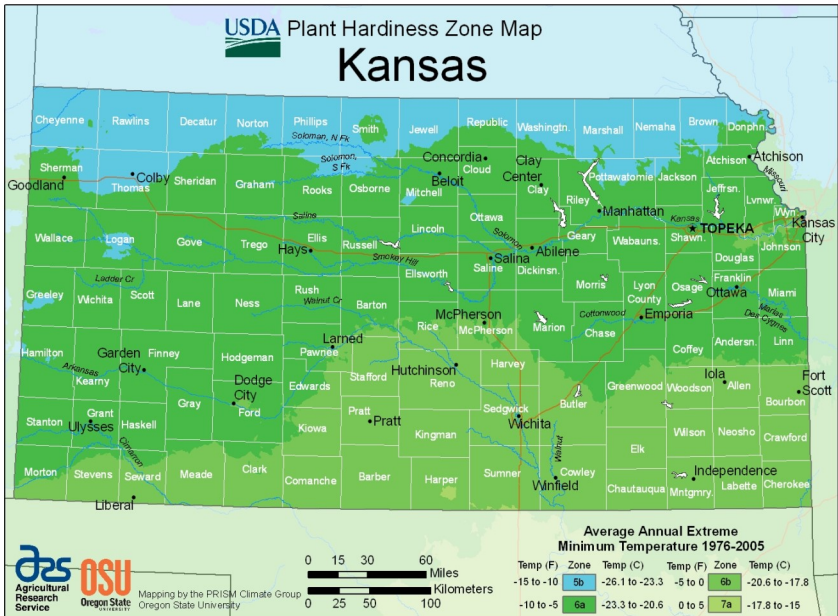 USDA Plant Hardiness Zone Map
Kansas
Cheyenne
Rawlins
Decatur
Norton
Phillips
Smith
Jewell
Republic
Washingtn.
Marshall
Nemaha
Brown
Donphn.
Soloman, N Fk
Solomn, S Fk
Sherman
Goodland
Thomas
Colby
Sheridan
Graham
Rooks
Osborne
Mitchell
Beloit
Concordia
Cloud
Clay Center
Clay
Riley
Pottawatomie
Jackson
Atchison
Atchison
Jeffrsn.
Missouri
Lvnwr.
Wyn.
Kansas City
Manhattan
Kansas
TOPEKA
Shawn.
Wallace
Logan
Gove
Trego
Hays
Ellis
Russell
Saline
Smokey Hill
Lincoln
Ottawa
Solomon
Salina
Saline
Abilene
Dickinsn.
Geary
Wabauns.
Douglas
Johnson
Ellsworth
Ladder Cr
Greeley
Wichita
Scott
Lane
Ness
Rush
Walnut Cr
Barton
Rice
McPherson
McPherson
Marion
Morris
Chase
Cottonwood
Lyon County
Emporia
Osage
Franklin
Ottawa
Miami
Marias Des Cygnes
Coffey
Andersn.
Linn
Hamilton
Arkansas
Kearny
Garden City
Finney
Hodgeman
Larned
Pawnee
Stafford
Edwards
Hutchinson
Reno
Harvey
Sedgwick
Wichita
Butler
Greenwood
Woodson
Iola
Allen
Fort Scott
Bourbon
Stanton
Grant
Ulysses
Haskell
Gray
Dodge City
Ford
Kiowa
Pratt
Pratt
Kingman
Walnut
Elk
Wilson
Neosho
Crawford
Cimarron
Morton
Stevens
Seward
Liberal
Meade
Clark
Comanche
Barber
Harper
Sumner
Cowley
Winfield
Chautauqua
Independence
Mntgmry.
Labette
Cherokee
ars
Agricultural
Research
Service
OSU
Oregon State
University
Mapping by the PRISM Climate Group
Oregon State University
0 15 30 60
Miles
Kilometers
0 25 50 100
Average Annual Extreme
Minimum Temperature 1976-2005
Temp (F) Zone Temp (C) Temp (F) Zone Temp (C)
-15 to -10 5b -26.1 to -23.3 -5 to 0 6b -20.6 to -17.8
-10 to -5 6a -23.3 to -20.6 0 to 5 7a -17.8 to -15